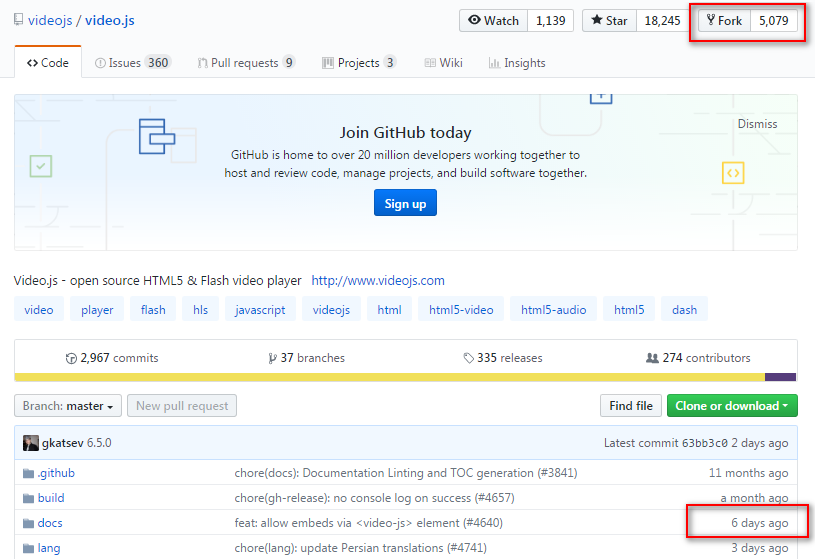 videojs / video.js Watch 1,139 Star 18,245 Fork 5,079
Code Issues 360 Pull requests 9 Projects 3 Wiki Insights
Join GitHub today
Dismiss
GitHub is home to over 20 million developers working together to
host and review code, manage projects, and build software together.
Sign up
Video.js - open source HTML5 & Flash video player http://www.videojs.com
video player flash hls javascript videojs html html5-video html5-audio html5 dash
2,967 commits 37 branches 335 releases 274 contributors
Branch: master New pull request Find file Clone or download
gkatsev 6.5.0 Latest commit 63bb3c0 2 days ago
.github chore(docs): Documentation Linting and TOC generation (#3841) 11 months ago
build chore(gh-release): no console log on success (#4657) a month ago
docs feat: allow embeds via <video-js> element (#4640) 6 days ago
lang chore(lang): update Persian translations (#4741) 3 days ago